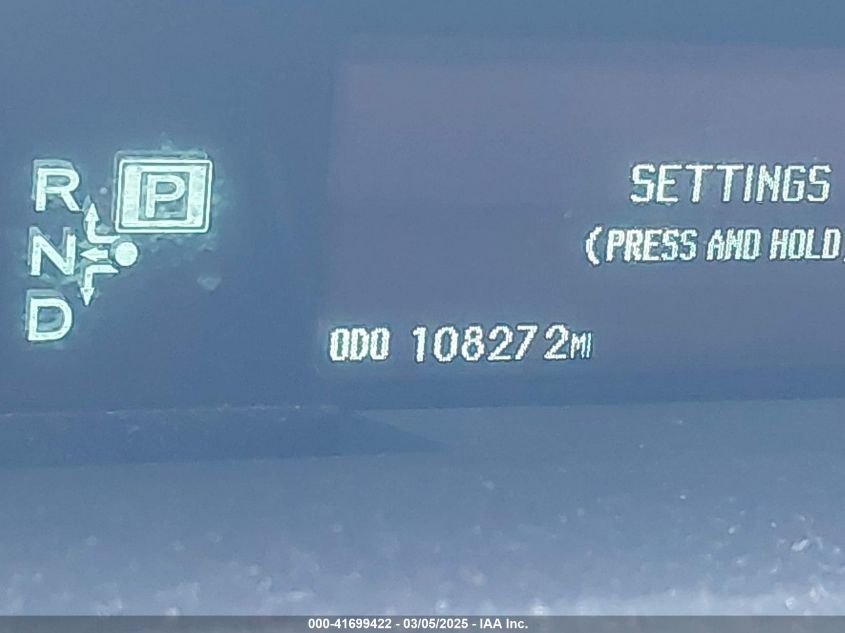 R P
N
D
SETTINGS
(PRESS AND HOLD
ODO 108272MI
000-41699422 - 03/05/2025 - IAA Inc.